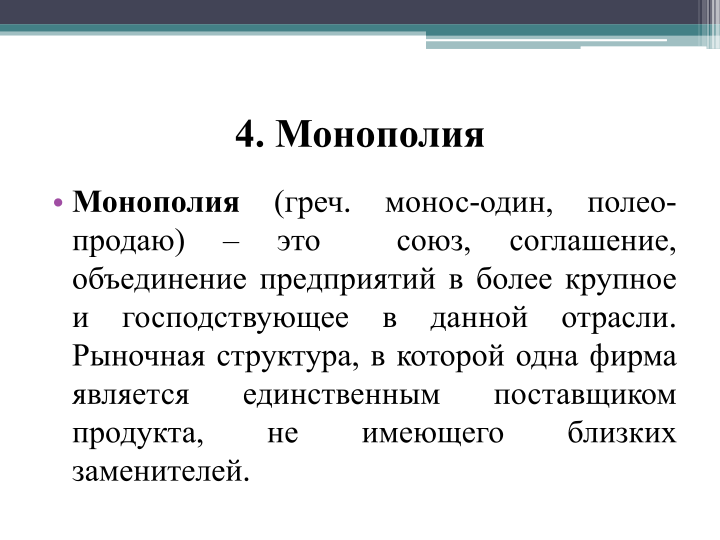 4. Монополия
• Монополия (греч. монос-один, полео-
продаю) – это союз, соглашение,
объединение предприятий в более крупное
и господствующее в данной отрасли.
Рыночная структура, в которой одна фирма
является единственным поставщиком
продукта, не имеющего близких
заменителей.